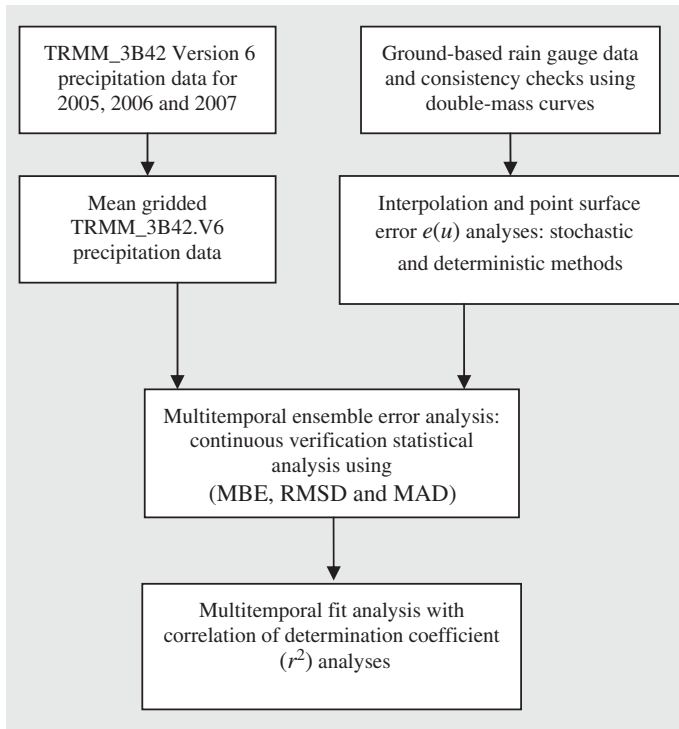 TRMM_3B42 Version 6
precipitation data for
2005, 2006 and 2007
Ground-based rain gauge data
and consistency checks using
double-mass curves
Mean gridded
TRMM_3B42.V6
precipitation data
Interpolation and point surface
error e(u) analyses: stochastic
and deterministic methods
Multitemporal ensemble error analysis:
continuous verification statistical
analysis using
(MBE, RMSD and MAD)
Multitemporal fit analysis with
correlation of determination coefficient
(r²) analyses